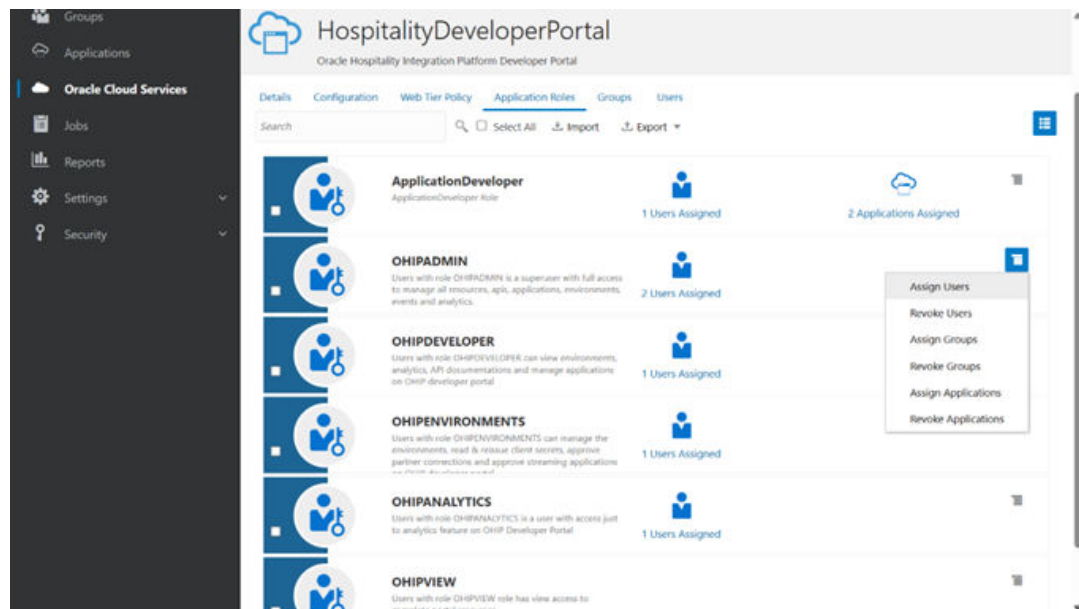 Groups
Applications
Oracle Cloud Services
Jobs
Reports
Settings
Security
HospitalityDeveloperPortal
Oracle Hospitality Integration Platform Developer Portal
Details Configuration Web Tier Policy Application Roles Groups Users
Search Select All Import Export
ApplicationDeveloper
ApplicationDeveloper Role
1 Users Assigned
2 Applications Assigned
OHIPADMIN
Users with role OHIPADMIN is a superuser with full access
to manage all resources, apis, applications, environments,
events and analytics.
2 Users Assigned
Assign Users
Revoke Users
Assign Groups
Revoke Groups
Assign Applications
Revoke Applications
OHIPDEVELOPER
Users with role OHIPDEVELOPER can view environments,
analytics, API documentations and manage applications
on OHIP developer portal
1 Users Assigned
OHIPENVIRONMENTS
Users with role OHIPENVIRONMENTS can manage the
environments, read & reissue client secrets, approve
partner connections and approve streaming applications
on OHIP developer portal
1 Users Assigned
OHIPANALYTICS
Users with role OHIPANALYTICS is a user with access just
to analytics feature on OHIP Developer Portal
1 Users Assigned
OHIPVIEW
Users with role OHIPVIEW role has view access to